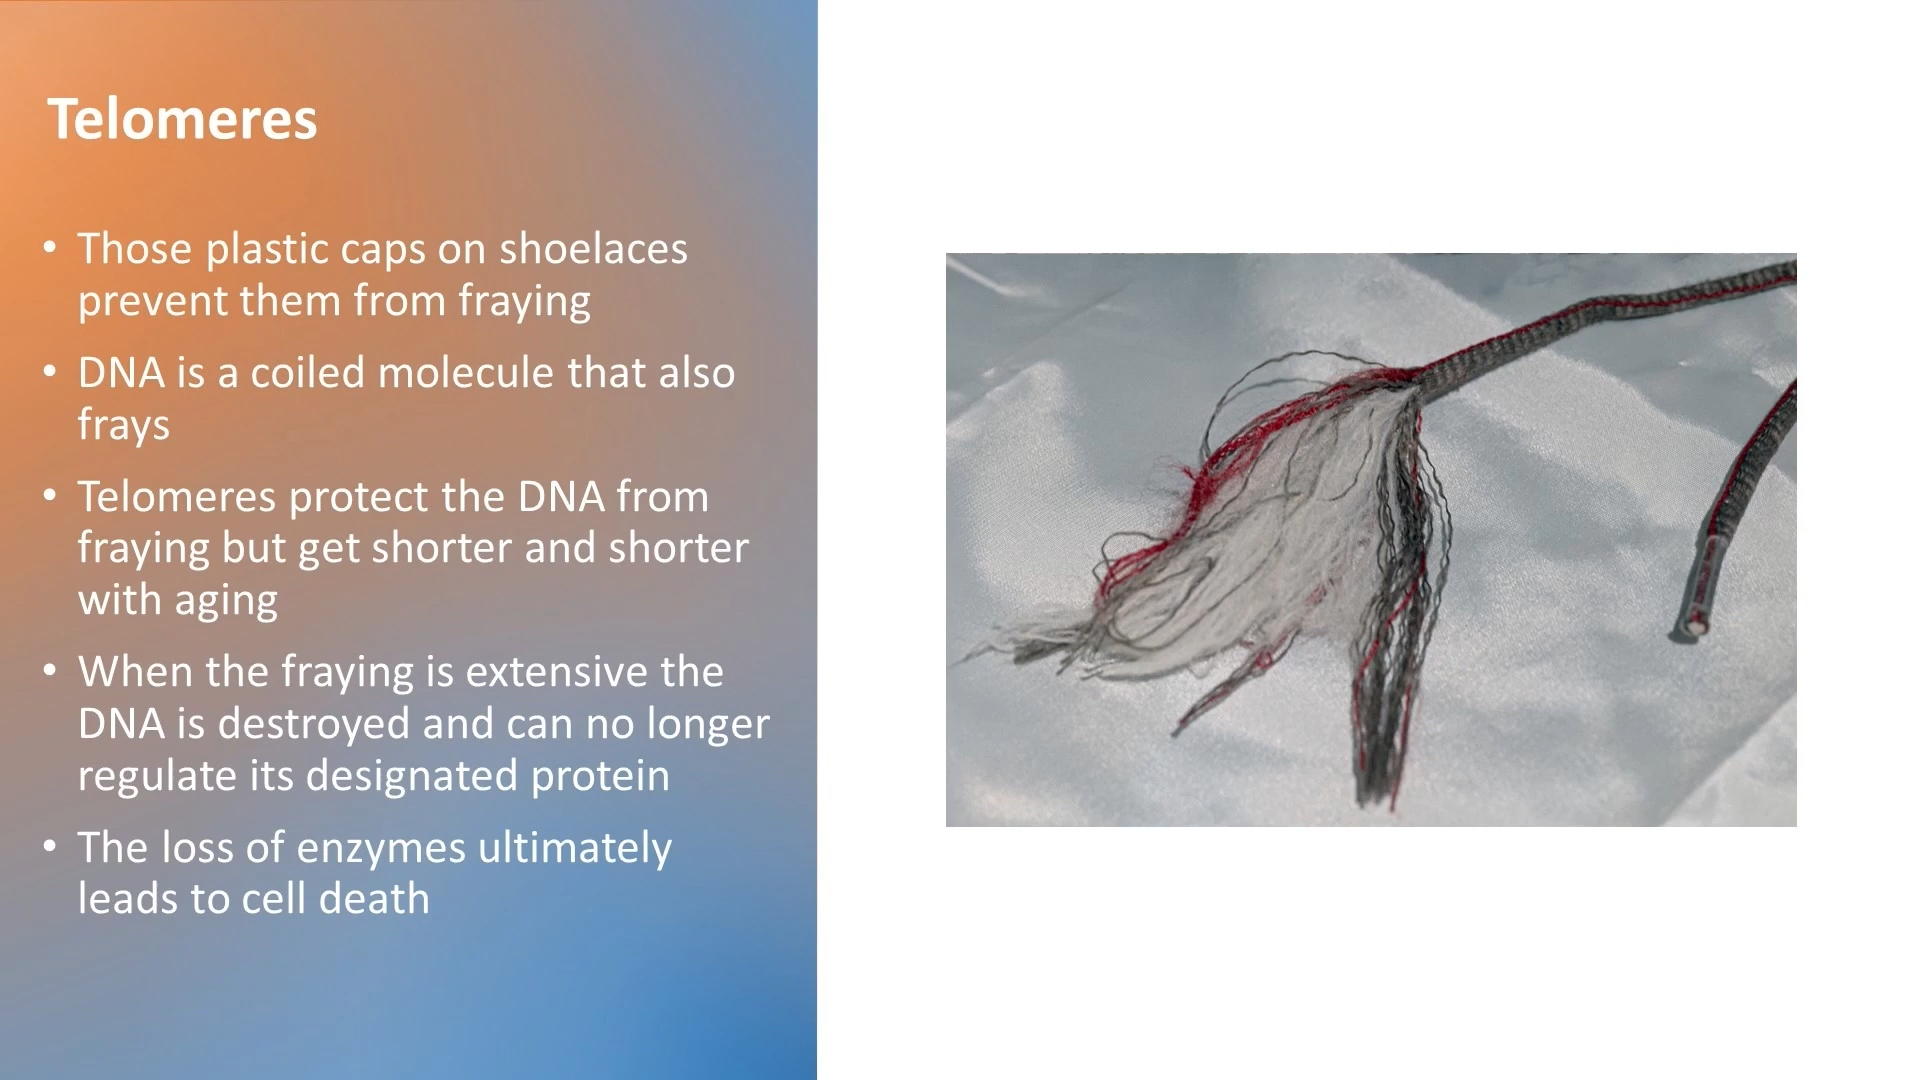 Telomeres
• Those plastic caps on shoelaces
prevent them from fraying
• DNA is a coiled molecule that also
frays
• Telomeres protect the DNA from
fraying but get shorter and shorter
with aging
• When the fraying is extensive the
DNA is destroyed and can no longer
regulate its designated protein
• The loss of enzymes ultimately
leads to cell death